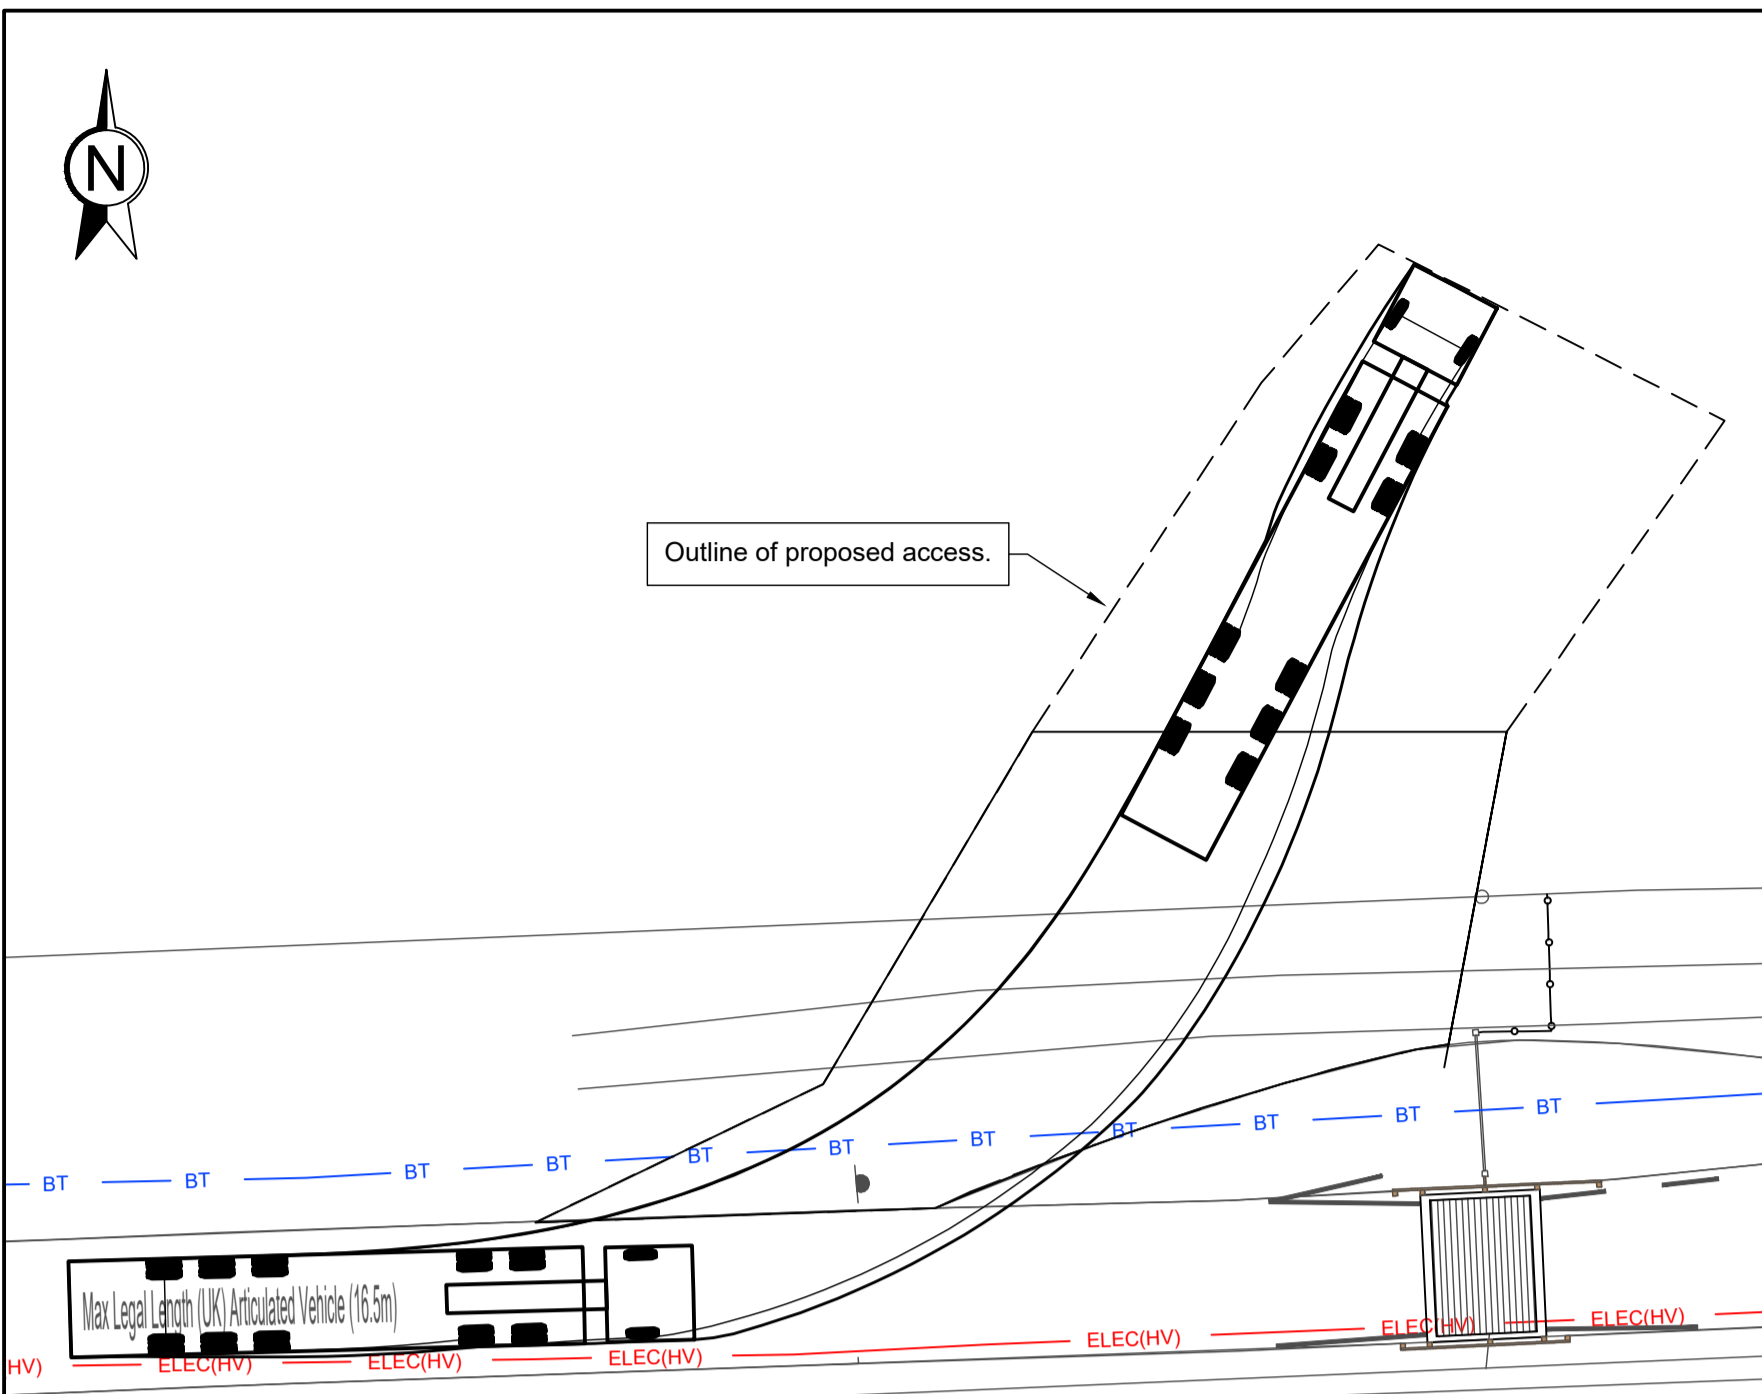 N
Outline of proposed access.
BT BT BT BT BT BT BT BT BT BT BT
Max Legal Length (UK) Articulated Vehicle (16.5m)
HV) ELEC(HV) ELEC(HV) ELEC(HV) ELEC(HV) ELEC(HV) ELEC(HV)